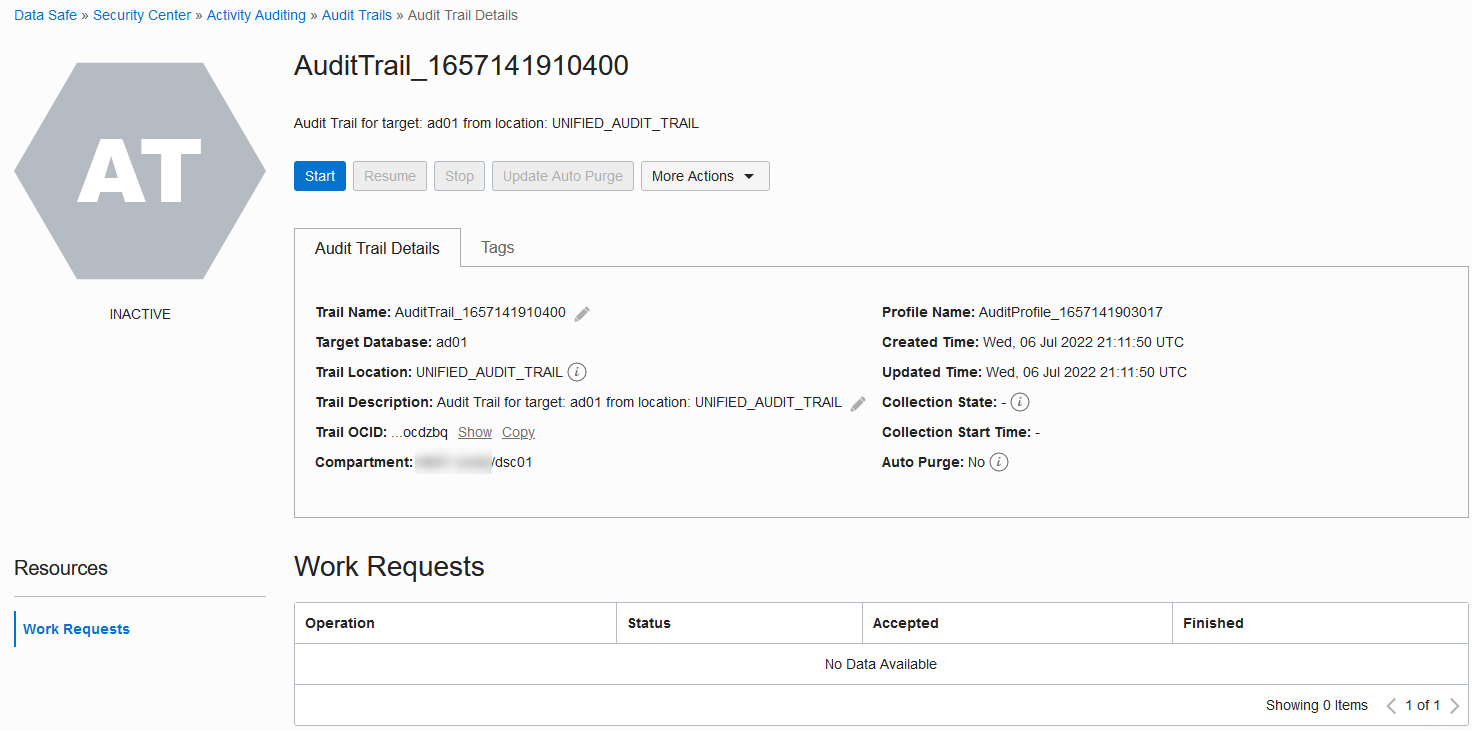 Data Safe » Security Center » Activity Auditing » Audit Trails » Audit Trail Details
AT
INACTIVE
AuditTrail_1657141910400
Audit Trail for target: ad01 from location: UNIFIED_AUDIT_TRAIL
Start Resume Stop Update Auto Purge More Actions
Audit Trail Details Tags
Trail Name: AuditTrail_1657141910400
Target Database: ad01
Trail Location: UNIFIED_AUDIT_TRAIL i
Trail Description: Audit Trail for target: ad01 from location: UNIFIED_AUDIT_TRAIL
Trail OCID: ...ocdzbq Show Copy
Compartment: /dsc01
Profile Name: AuditProfile_1657141903017
Created Time: Wed, 06 Jul 2022 21:11:50 UTC
Updated Time: Wed, 06 Jul 2022 21:11:50 UTC
Collection State: - i
Collection Start Time: -
Auto Purge: No i
Resources
Work Requests
Work Requests
Operation Status Accepted Finished
No Data Available
Showing 0 Items 1 of 1